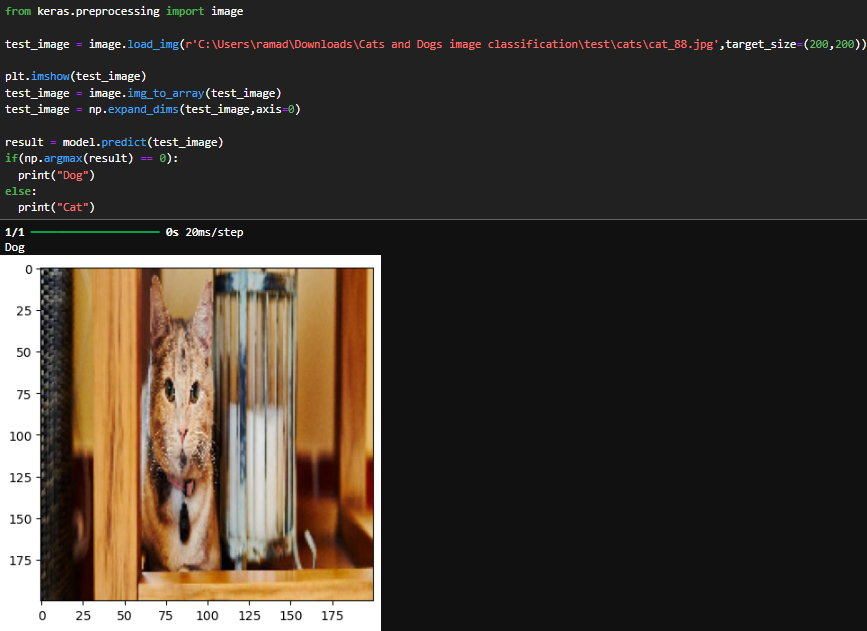 from keras.preprocessing import image
test_image = image.load_img(r'C:\Users\ramad\Downloads\Cats and Dogs image classification\test\cats\cat_88.jpg',target_size=(200,200))
plt.imshow(test_image)
test_image = image.img_to_array(test_image)
test_image = np.expand_dims(test_image,axis=0)
result = model.predict(test_image)
if(np.argmax(result) == 0):
  print("Dog")
else:
  print("Cat")
1/1 0s 20ms/step
Dog
0
25
50
75
100
125
150
175
0 25 50 75 100 125 150 175